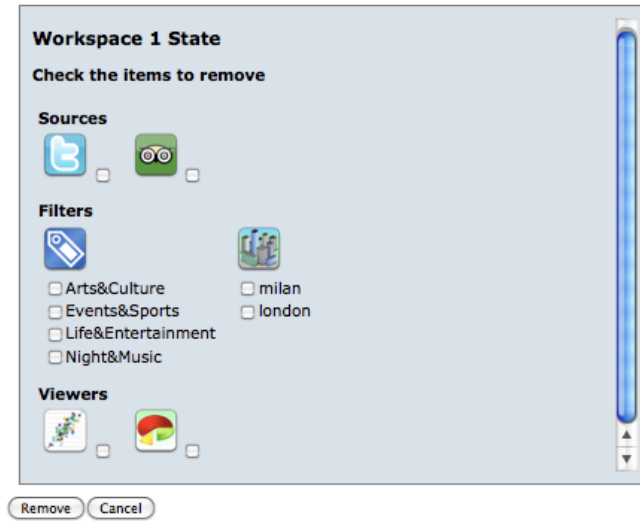 Workspace 1 State
Check the items to remove
Sources
Filters
Arts&Culture
Events&Sports
Life&Entertainment
Night&Music
milan
london
Viewers
Remove Cancel